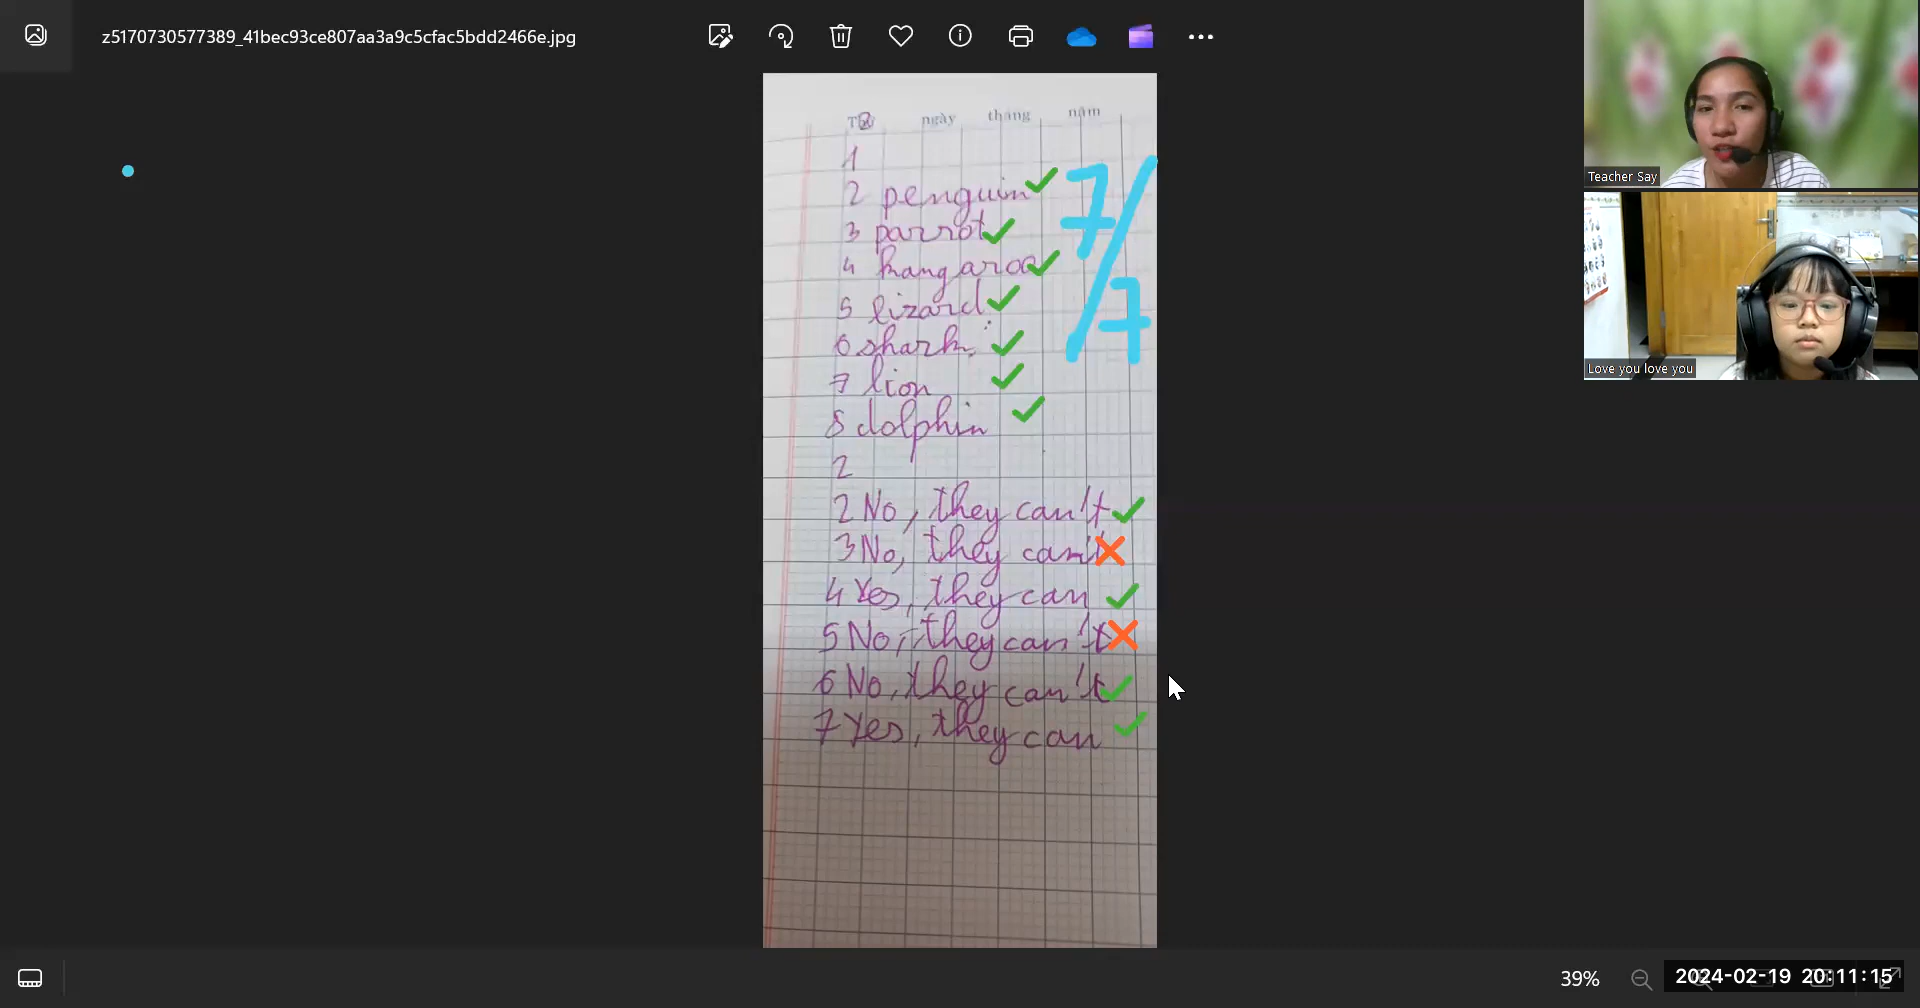 z5170730577389_41bec93ce807aa3a9c5cfac5bdd2466e.jpg
Teacher Say
Love you love you
Thứ ngày tháng năm
1
2 penguin
3 parrot
4 kangaroo
5 lizard
6 shark
7 lion
8 dolphin
7/7
2
2 No, they can't
3 No, they can't
4 Yes, they can
5 No, they can't
6 No, they can't
7 Yes, they can
39%
2024-02-19 20:11:15